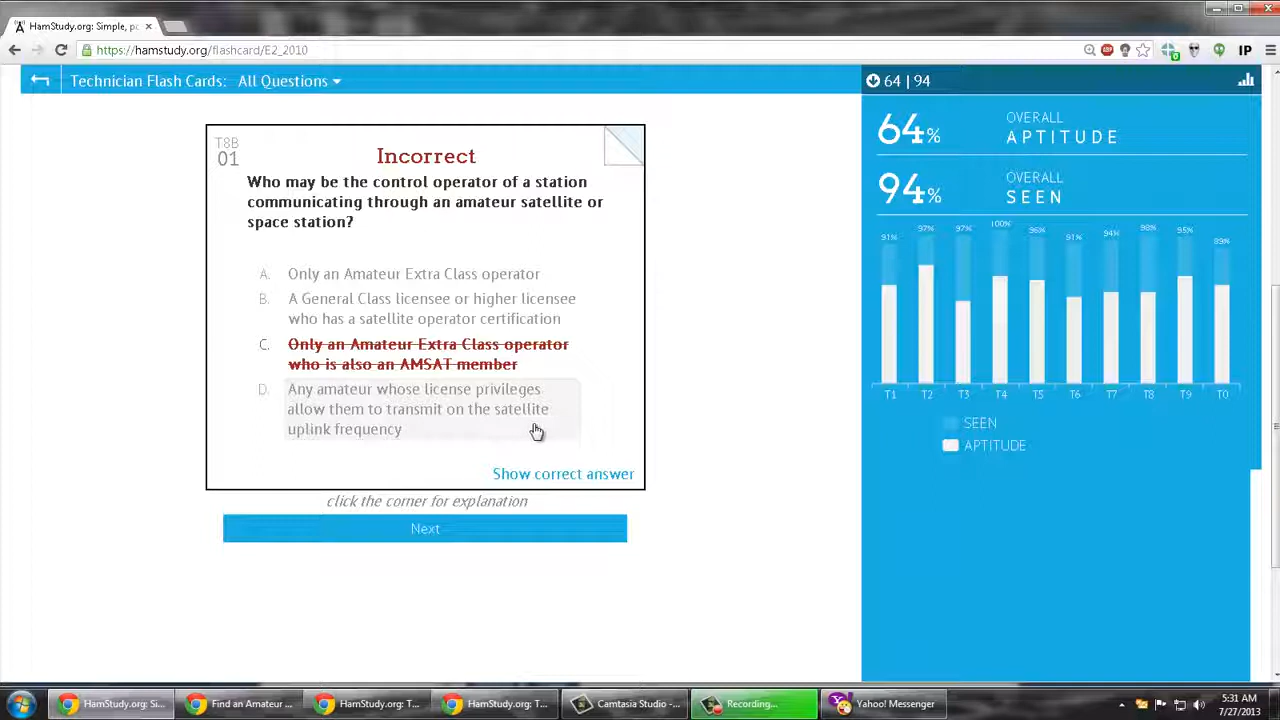 HamStudy.org: Simple, p
https://hamstudy.org/flashcard/E2_2010
IP
Technician Flash Cards: All Questions
64 | 94
T8B
01
Incorrect
Who may be the control operator of a station
communicating through an amateur satellite or
space station?
A. Only an Amateur Extra Class operator
B. A General Class licensee or higher licensee
who has a satellite operator certification
C. Only an Amateur Extra Class operator
who is also an AMSAT member
D. Any amateur whose license privileges
allow them to transmit on the satellite
uplink frequency
Show correct answer
click the corner for explanation
Next
64% OVERALL
APTITUDE
94% OVERALL
SEEN
91% 97% 97% 100% 96% 91% 94% 98% 95% 89%
T1 T2 T3 T4 T5 T6 T7 T8 T9 T0
SEEN
APTITUDE
HamStudy.org: Si... Find an Amateur ... HamStudy.org: T... HamStudy.org: T... Camtasia Studio -... Recording... Yahoo! Messenger
5:31 AM
7/27/2013